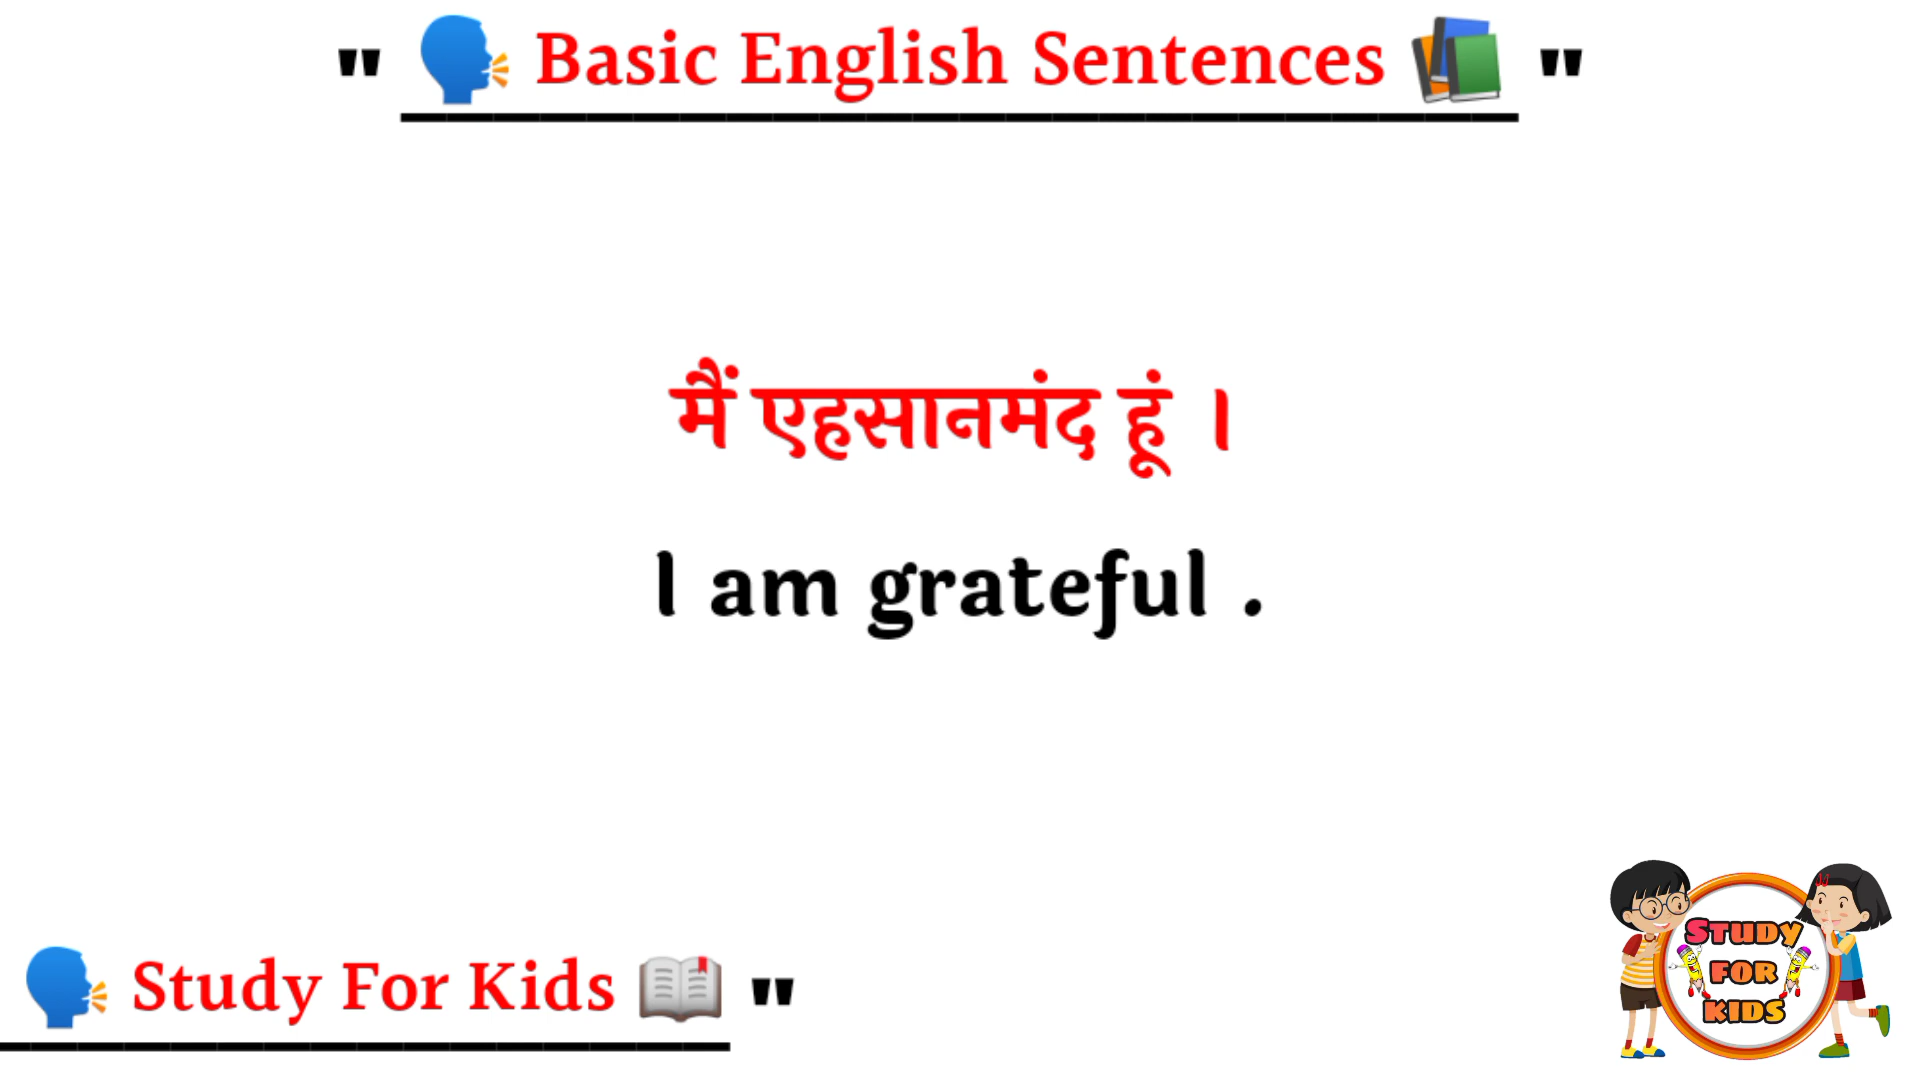 " 🗣️ Basic English Sentences 📚 "
मैं एहसानमंद हूं ।
I am grateful .
🗣️ Study For Kids 📖 "
STUDY
FOR
KIDS